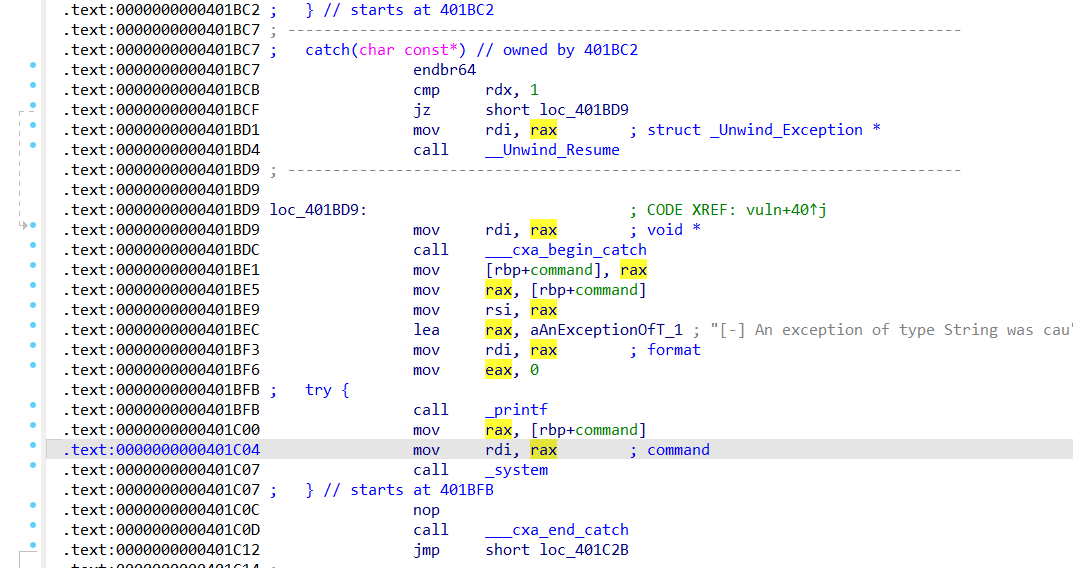 .text:0000000000401BC2 ;   } // starts at 401BC2
.text:0000000000401BC7 ; ---------------------------------------------------------------------------
.text:0000000000401BC7 ;   catch(char const*) // owned by 401BC2
.text:0000000000401BC7                 endbr64
.text:0000000000401BCB                 cmp     rdx, 1
.text:0000000000401BCF                 jz      short loc_401BD9
.text:0000000000401BD1                 mov     rdi, rax        ; struct _Unwind_Exception *
.text:0000000000401BD4                 call    __Unwind_Resume
.text:0000000000401BD9 ; ---------------------------------------------------------------------------
.text:0000000000401BD9
.text:0000000000401BD9 loc_401BD9:                             ; CODE XREF: vuln+40↑j
.text:0000000000401BD9                 mov     rdi, rax        ; void *
.text:0000000000401BDC                 call    ___cxa_begin_catch
.text:0000000000401BE1                 mov     [rbp+command], rax
.text:0000000000401BE5                 mov     rax, [rbp+command]
.text:0000000000401BE9                 mov     rsi, rax
.text:0000000000401BEC                 lea     rax, aAnExceptionOfT_1 ; "[-] An exception of type String was cau
.text:0000000000401BF3                 mov     rdi, rax        ; format
.text:0000000000401BF6                 mov     eax, 0
.text:0000000000401BFB ;   try {
.text:0000000000401BFB                 call    _printf
.text:0000000000401C00                 mov     rax, [rbp+command]
.text:0000000000401C04                 mov     rdi, rax        ; command
.text:0000000000401C07                 call    _system
.text:0000000000401C07 ;   } // starts at 401BFB
.text:0000000000401C0C                 nop
.text:0000000000401C0D                 call    ___cxa_end_catch
.text:0000000000401C12                 jmp     short loc_401C2B